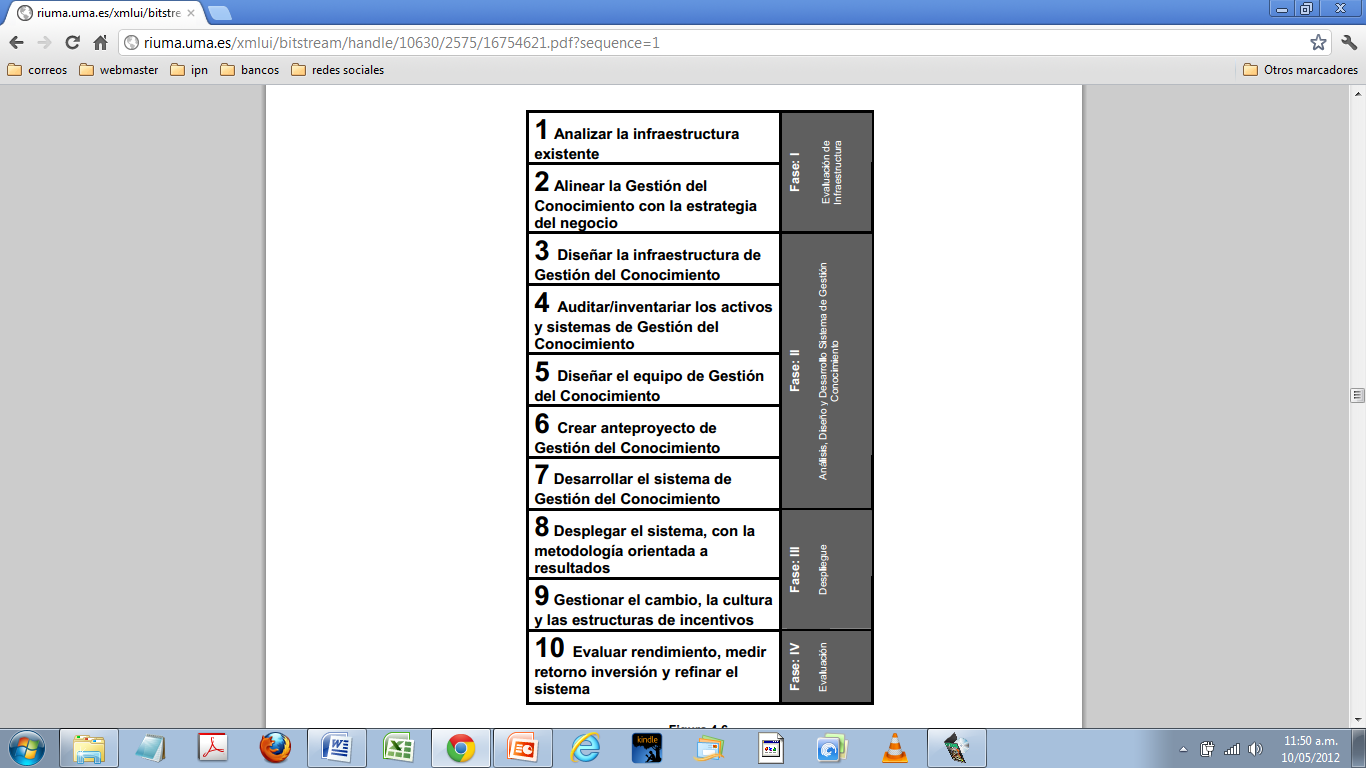 riuma.uma.es/xmlui/bitstre
riuma.uma.es/xmlui/bitstream/handle/10630/2575/16754621.pdf?sequence=1
correos
webmaster
ipn
bancos
redes sociales
Otros marcadores
1 Analizar la infraestructura
existente
2 Alinear la Gestión del
Conocimiento con la estrategia
del negocio
Fase: I
Evaluación de
Infraestructura
3 Diseñar la infraestructura de
Gestión del Conocimiento
4 Auditar/inventariar los activos
y sistemas de Gestión del
Conocimiento
5 Diseñar el equipo de Gestión
del Conocimiento
6 Crear anteproyecto de
Gestión del Conocimiento
7 Desarrollar el sistema de
Gestión del Conocimiento
Fase: II
Análisis, Diseño y Desarrollo Sistema de Gestión
Conocimiento
8 Desplegar el sistema, con la
metodología orientada a
resultados
9 Gestionar el cambio, la cultura
y las estructuras de incentivos
Fase: III
Despliegue
10 Evaluar rendimiento, medir
retorno inversión y refinar el
sistema
Fase: IV
Evaluación
kindle
11:50 a.m.
10/05/2012